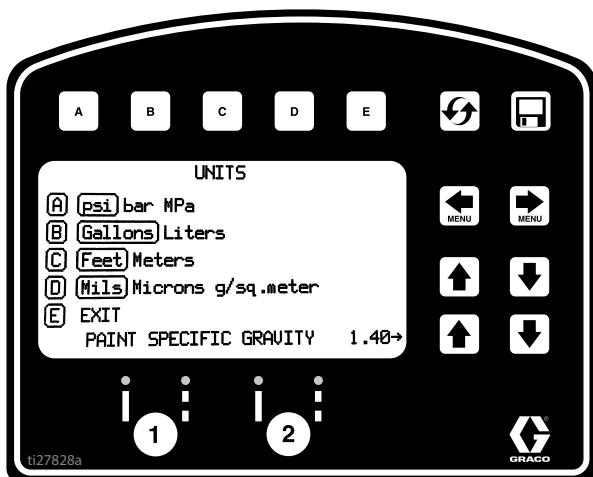 A B C D E
UNITS
A psi bar MPa
B Gallons Liters
C Feet Meters
D Mils Microns g/sq.meter
E EXIT
PAINT SPECIFIC GRAVITY 1.40→
MENU MENU
1 2
ti27828a
GRACO